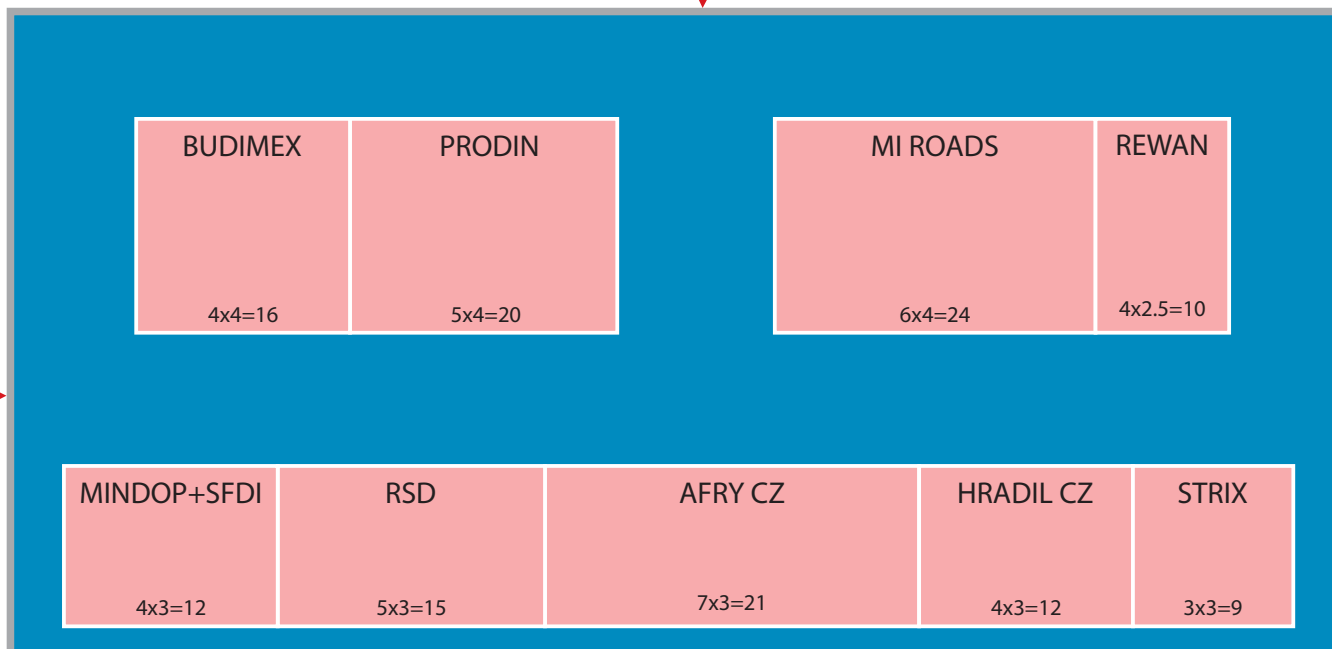 BUDIMEX
4x4=16
PRODIN
5x4=20
MI ROADS
6x4=24
REWAN
4x2.5=10
MINDOP+SFDI
4x3=12
RSD
5x3=15
AFRY CZ
7x3=21
HRADIL CZ
4x3=12
STRIX
3x3=9